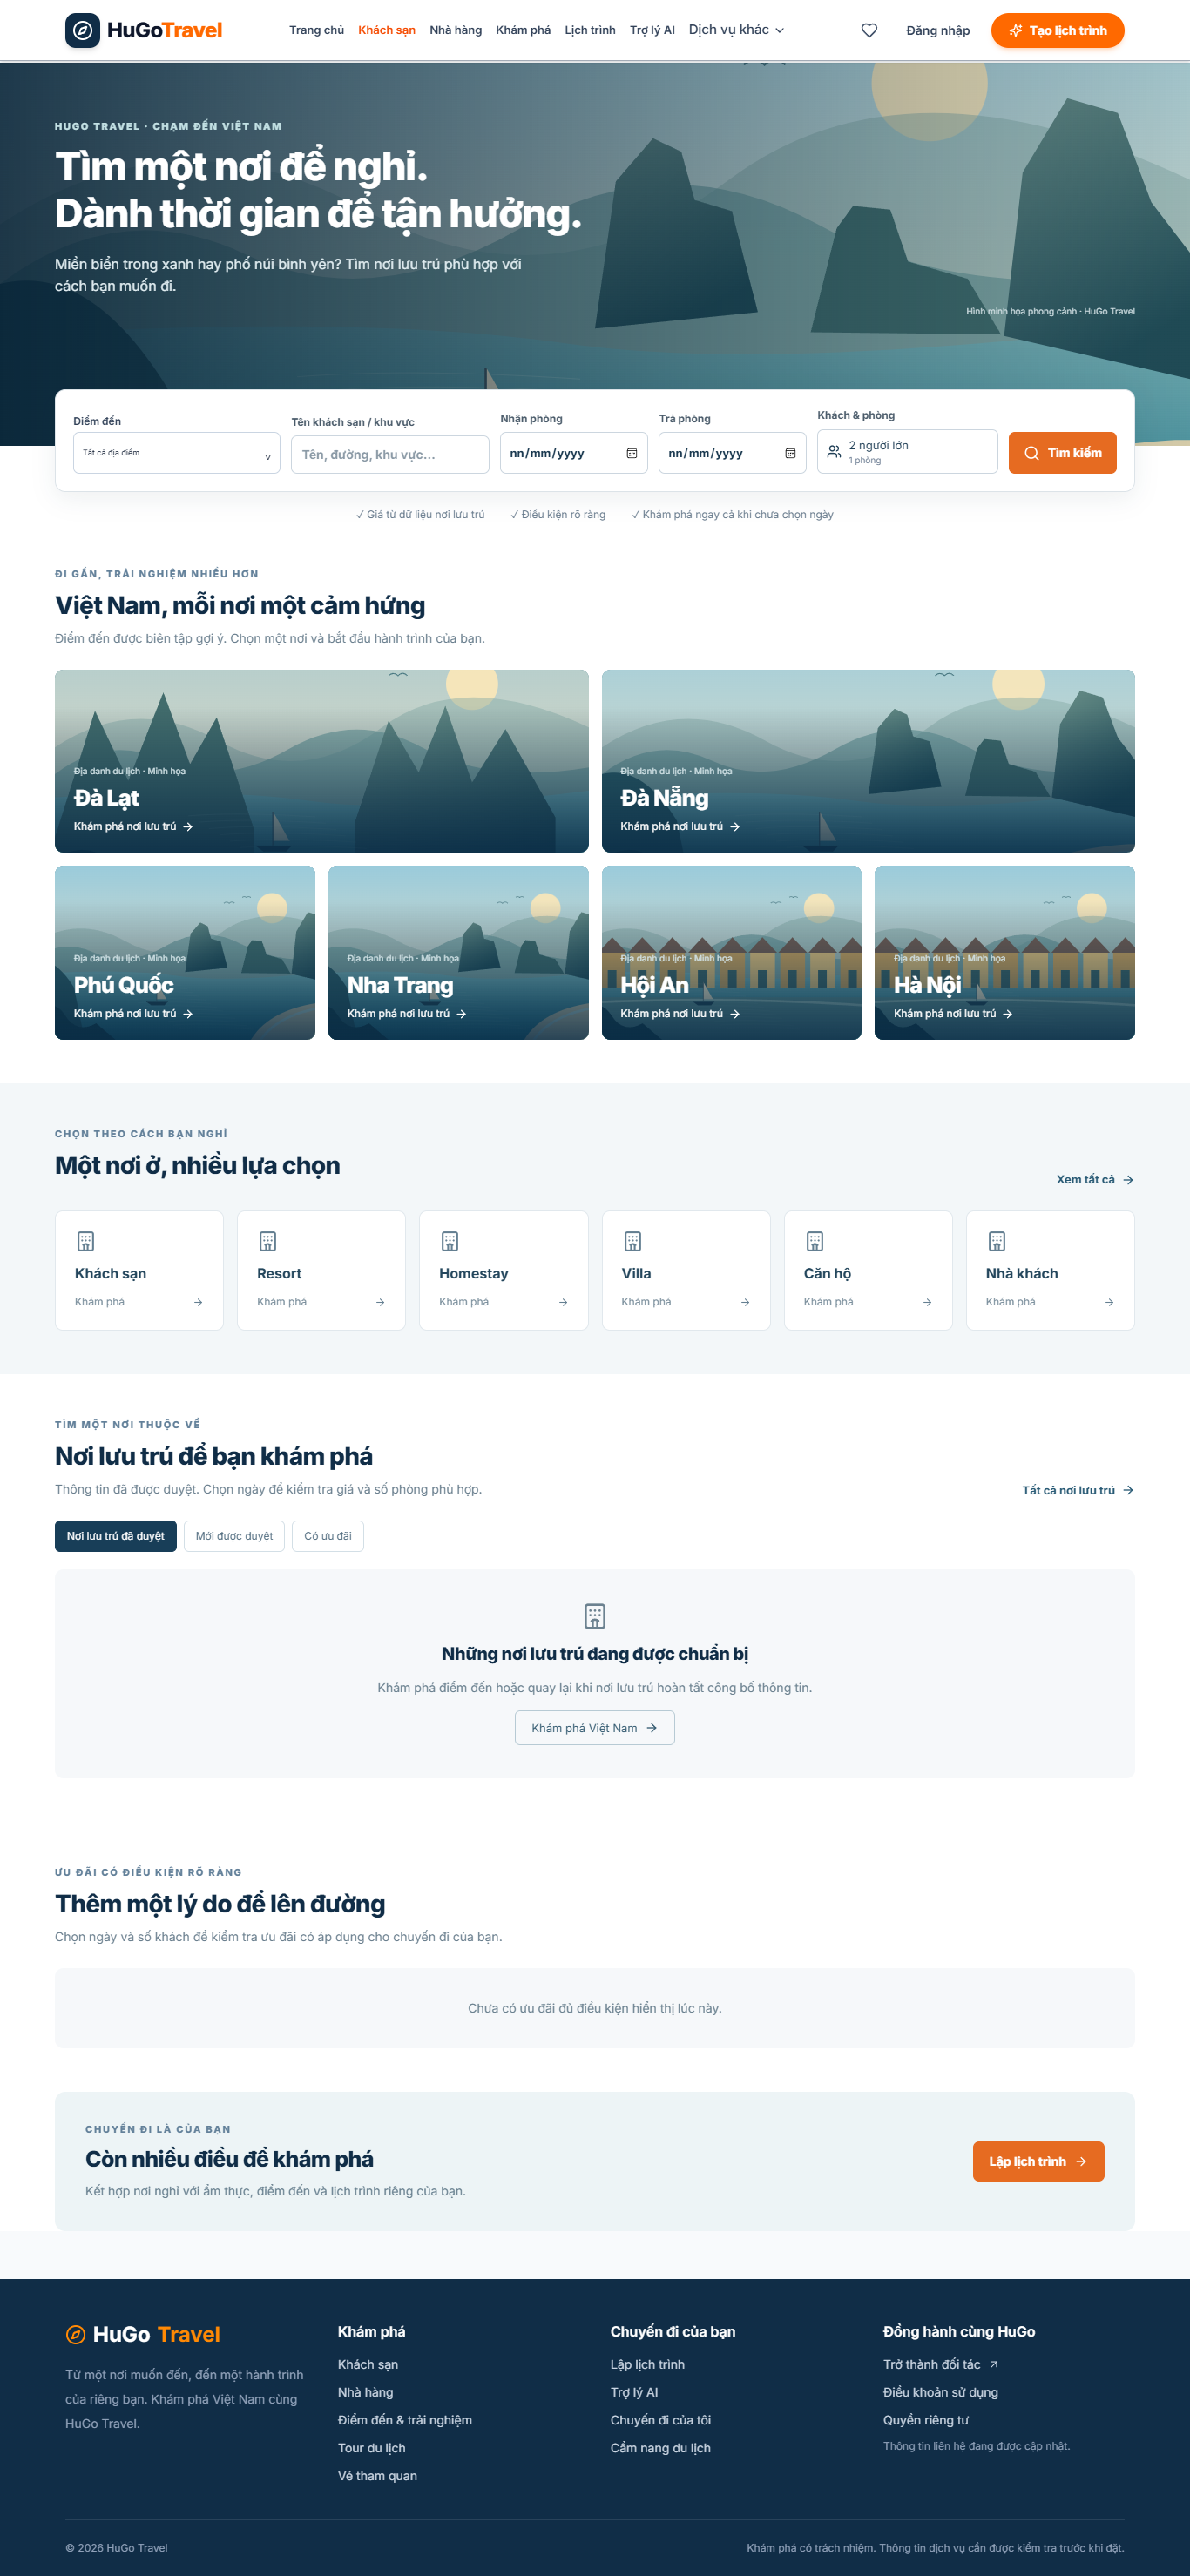 HuGoTravel
Trang chủ
Khách sạn
Nhà hàng
Khám phá
Lịch trình
Trợ lý AI
Dịch vụ khác
Đăng nhập
Tạo lịch trình
HUGO TRAVEL · CHẠM ĐẾN VIỆT NAM
Tìm một nơi để nghỉ.
Dành thời gian để tận hưởng.
Miền biển trong xanh hay phố núi bình yên? Tìm nơi lưu trú phù hợp với
cách bạn muốn đi.
Hình minh họa phong cảnh · HuGo Travel
Điểm đến
Tất cả địa điểm
Tên khách sạn / khu vực
Tên, đường, khu vực...
Nhận phòng
nn/mm/yyyy
Trả phòng
nn/mm/yyyy
Khách & phòng
2 người lớn
1 phòng
Tìm kiếm
✓ Giá từ dữ liệu nơi lưu trú
✓ Điều kiện rõ ràng
✓ Khám phá ngay cả khi chưa chọn ngày
ĐI GẦN, TRẢI NGHIỆM NHIỀU HƠN
Việt Nam, mỗi nơi một cảm hứng
Điểm đến được biên tập gợi ý. Chọn một nơi và bắt đầu hành trình của bạn.
Địa danh du lịch · Minh họa
Đà Lạt
Khám phá nơi lưu trú
Địa danh du lịch · Minh họa
Đà Nẵng
Khám phá nơi lưu trú
Địa danh du lịch · Minh họa
Phú Quốc
Khám phá nơi lưu trú
Địa danh du lịch · Minh họa
Nha Trang
Khám phá nơi lưu trú
Địa danh du lịch · Minh họa
Hội An
Khám phá nơi lưu trú
Địa danh du lịch · Minh họa
Hà Nội
Khám phá nơi lưu trú
CHỌN THEO CÁCH BẠN NGHỈ
Một nơi ở, nhiều lựa chọn
Xem tất cả
Khách sạn
Khám phá
Resort
Khám phá
Homestay
Khám phá
Villa
Khám phá
Căn hộ
Khám phá
Nhà khách
Khám phá
TÌM MỘT NƠI THUỘC VỀ
Nơi lưu trú để bạn khám phá
Thông tin đã được duyệt. Chọn ngày để kiểm tra giá và số phòng phù hợp.
Tất cả nơi lưu trú
Nơi lưu trú đã duyệt
Mới được duyệt
Có ưu đãi
Những nơi lưu trú đang được chuẩn bị
Khám phá điểm đến hoặc quay lại khi nơi lưu trú hoàn tất công bố thông tin.
Khám phá Việt Nam
ƯU ĐÃI CÓ ĐIỀU KIỆN RÕ RÀNG
Thêm một lý do để lên đường
Chọn ngày và số khách để kiểm tra ưu đãi có áp dụng cho chuyến đi của bạn.
Chưa có ưu đãi đủ điều kiện hiển thị lúc này.
CHUYẾN ĐI LÀ CỦA BẠN
Còn nhiều điều để khám phá
Kết hợp nơi nghỉ với ẩm thực, điểm đến và lịch trình riêng của bạn.
Lập lịch trình
HuGo Travel
Từ một nơi muốn đến, đến một hành trình
của riêng bạn. Khám phá Việt Nam cùng
HuGo Travel.
Khám phá
Khách sạn
Nhà hàng
Điểm đến & trải nghiệm
Tour du lịch
Vé tham quan
Chuyến đi của bạn
Lập lịch trình
Trợ lý AI
Chuyến đi của tôi
Cẩm nang du lịch
Đồng hành cùng HuGo
Trở thành đối tác
Điều khoản sử dụng
Quyền riêng tư
Thông tin liên hệ đang được cập nhật.
© 2026 HuGo Travel
Khám phá có trách nhiệm. Thông tin dịch vụ cần được kiểm tra trước khi đặt.